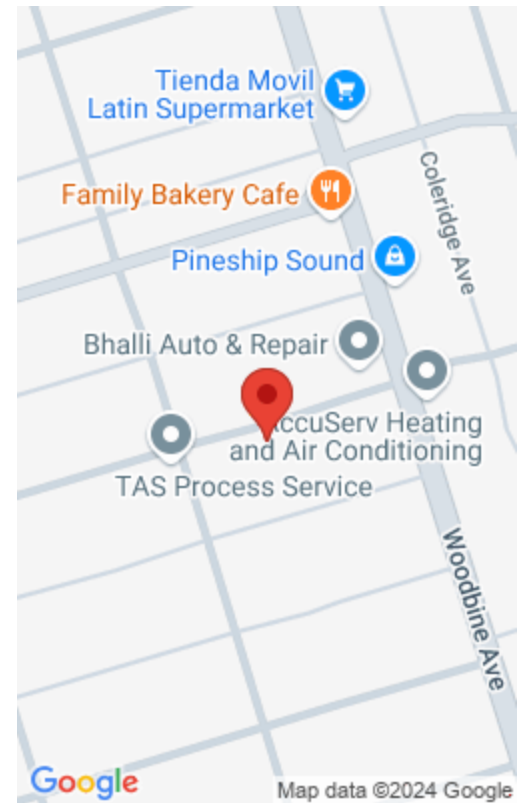 Tienda Movil
Latin Supermarket
Coleridge Ave
Family Bakery Cafe
Pineship Sound
Bhalli Auto & Repair
ccuServ Heating
and Air Conditioning
TAS Process Service
Woodbine Ave
Google
Map data ©2024 Google